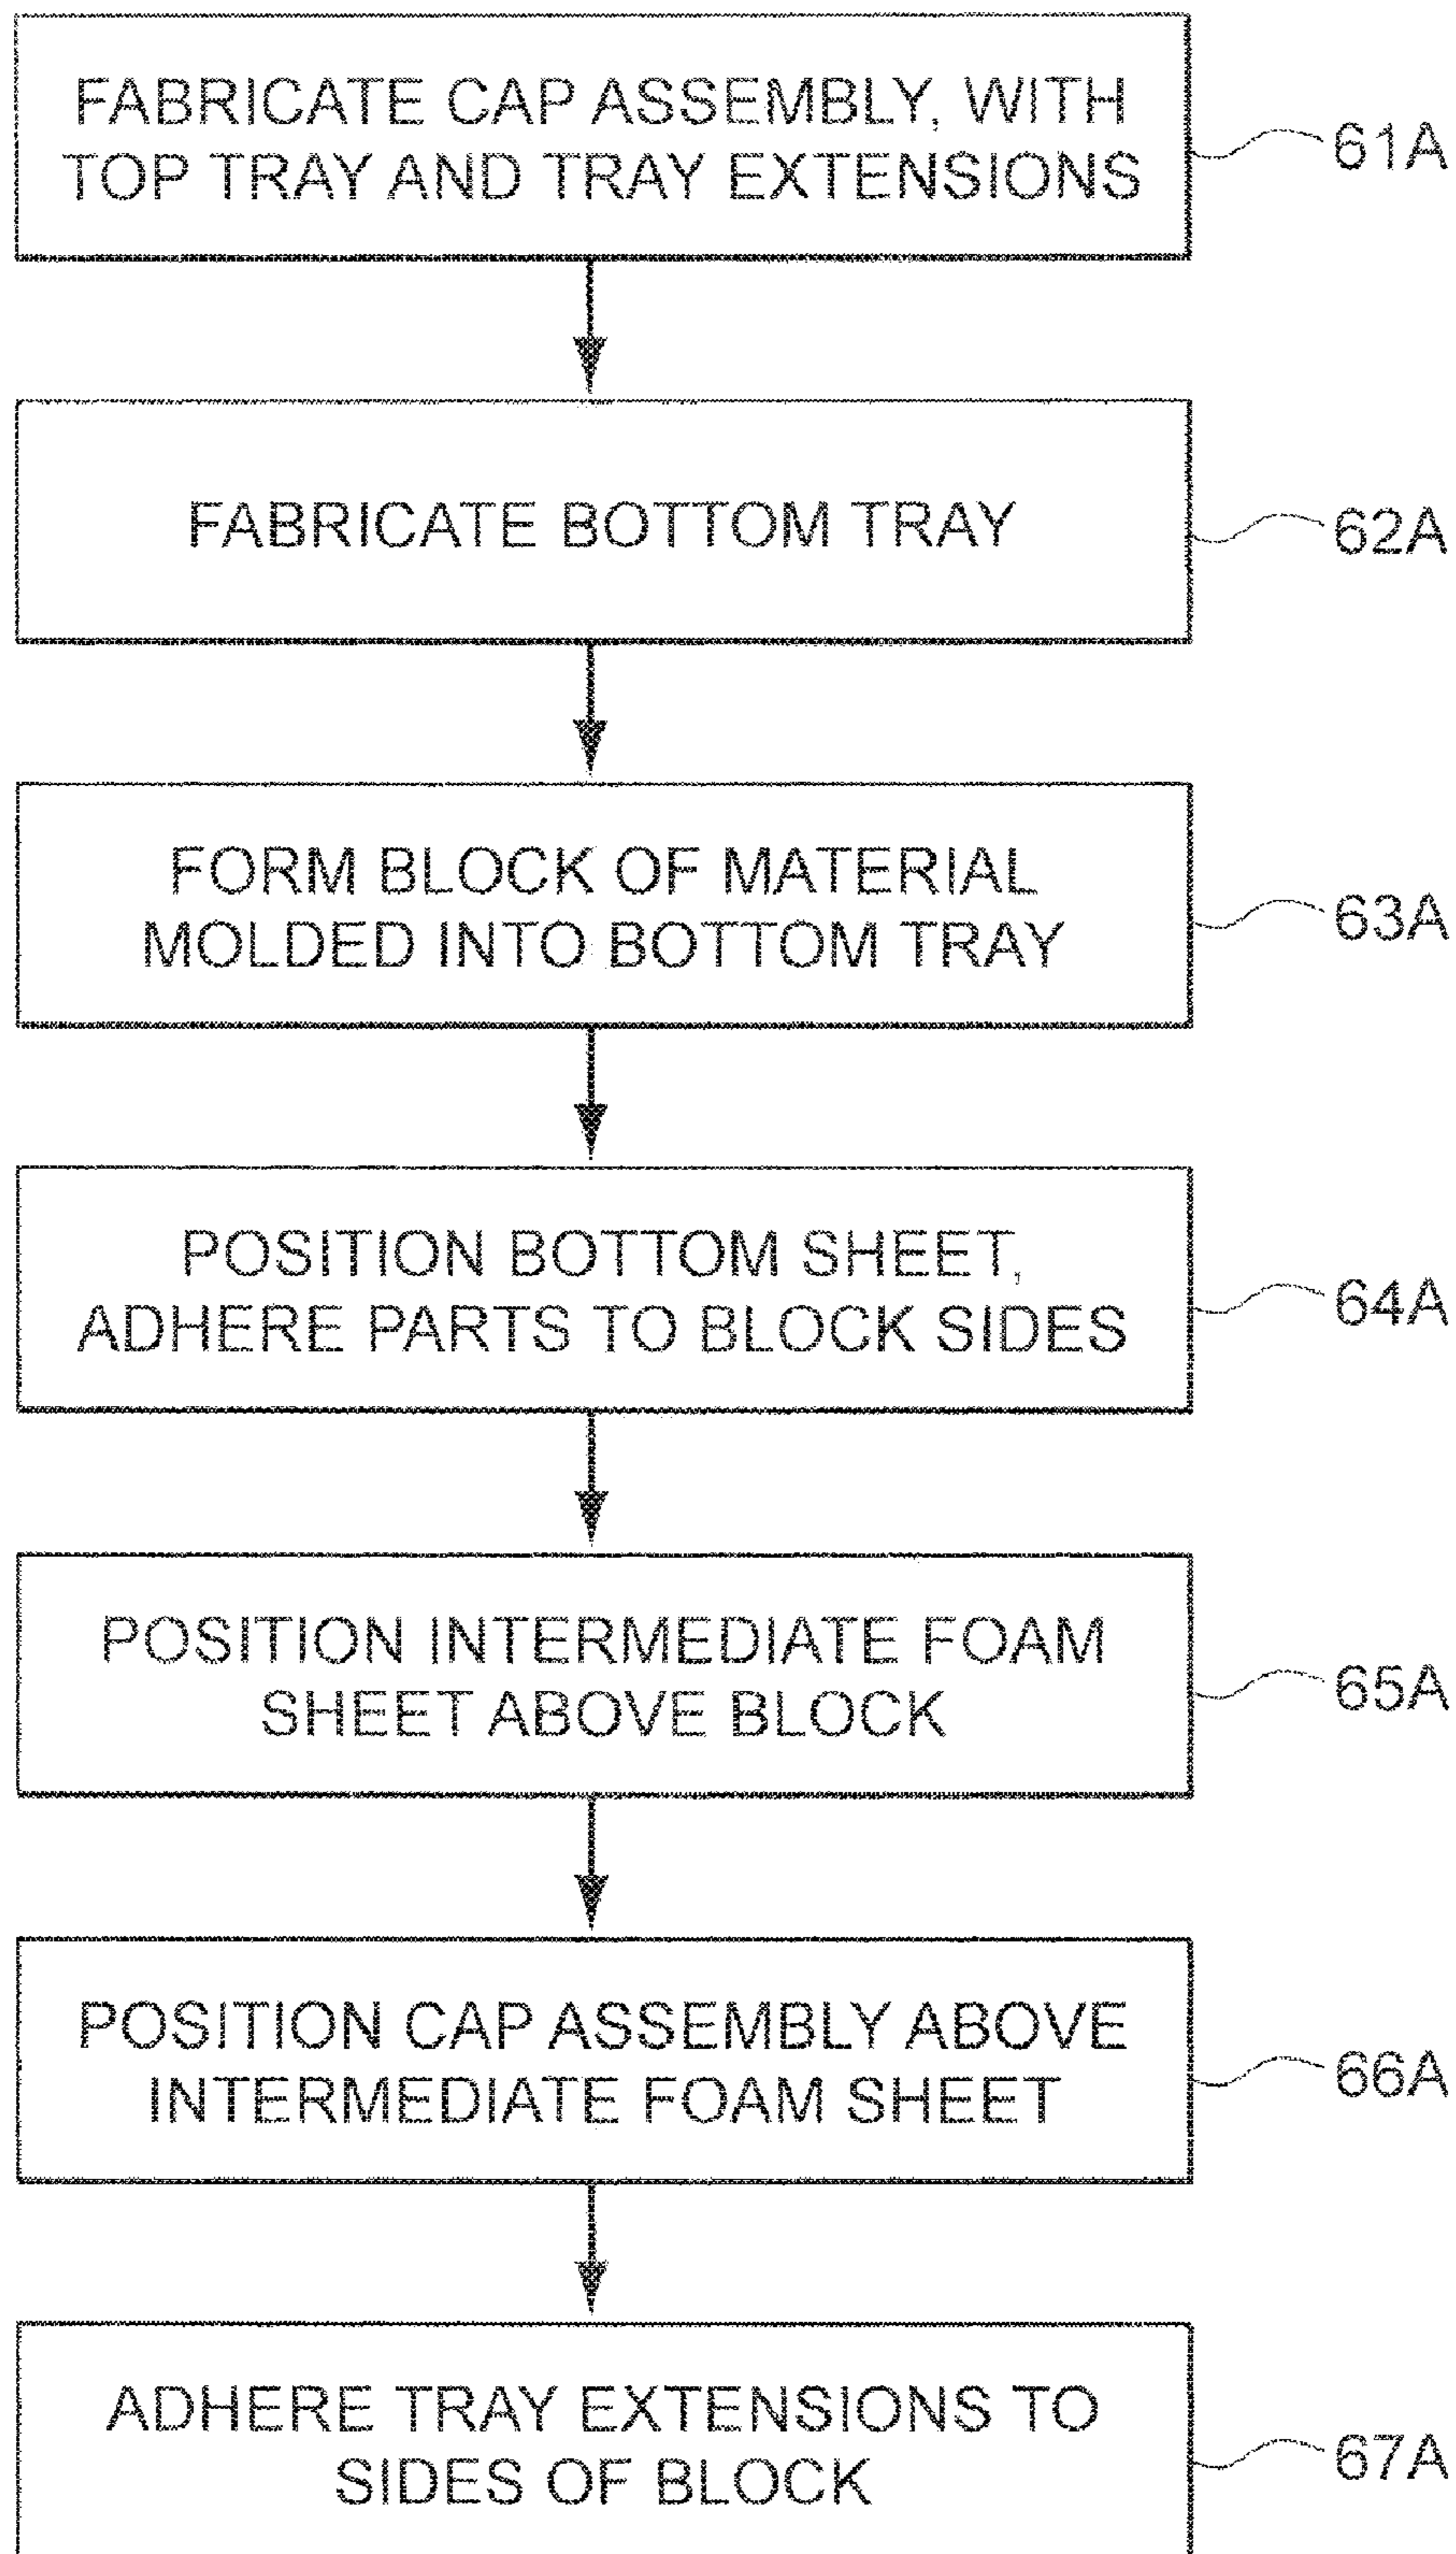 FABRICATE CAP ASSEMBLY, WITH
TOP TRAY AND TRAY EXTENSIONS
61A
FABRICATE BOTTOM TRAY
62A
FORM BLOCK OF MATERIAL
MOLDED INTO BOTTOM TRAY
63A
POSITION BOTTOM SHEET,
ADHERE PARTS TO BLOCK SIDES
64A
POSITION INTERMEDIATE FOAM
SHEET ABOVE BLOCK
65A
POSITION CAP ASSEMBLY ABOVE
INTERMEDIATE FOAM SHEET
66A
ADHERE TRAY EXTENSIONS TO
SIDES OF BLOCK
67A